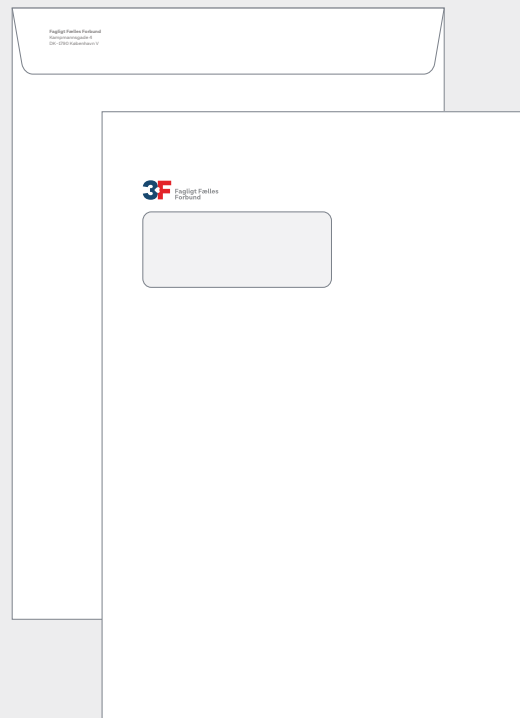 Fagligt Fælles Forbund
Kampmannsgade 4
DK-1790 København V
3F
Fagligt Fælles
Forbund